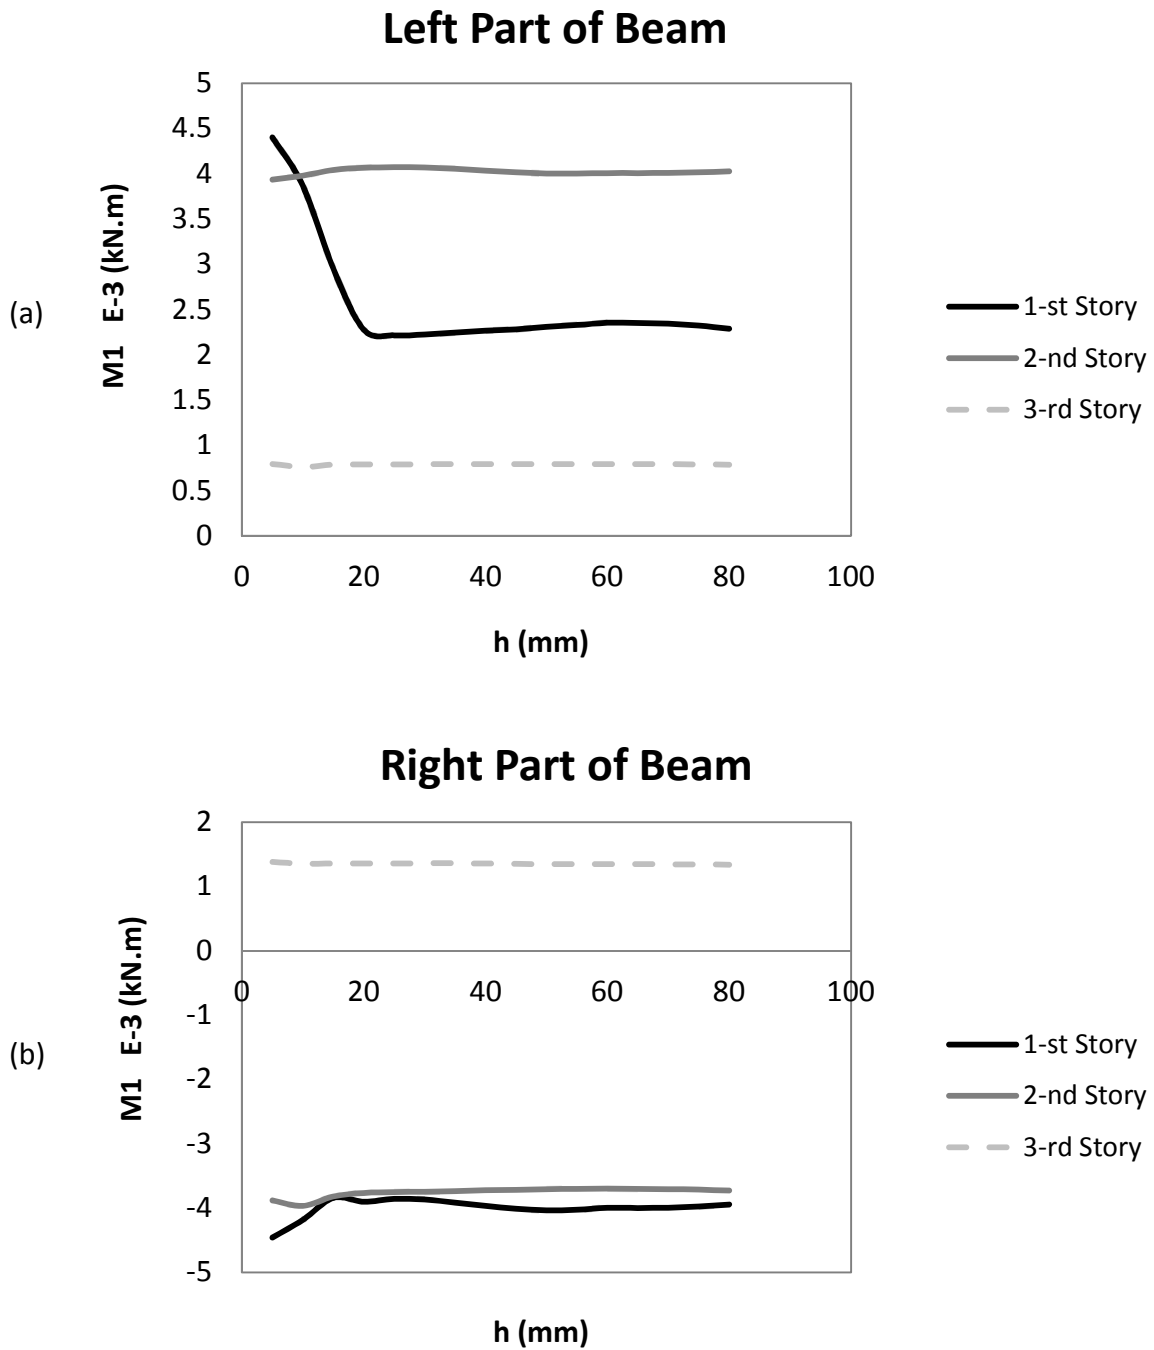 Left Part of Beam
5
4.5
4
3.5
3
2.5
2
1.5
1
0.5
0
0 20 40 60 80 100
h (mm)
M1 E-3 (kN.m)
(a)
1-st Story
2-nd Story
3-rd Story
Right Part of Beam
2
1
0
-1
-2
-3
-4
-5
0 20 40 60 80 100
h (mm)
M1 E-3 (kN.m)
(b)
1-st Story
2-nd Story
3-rd Story